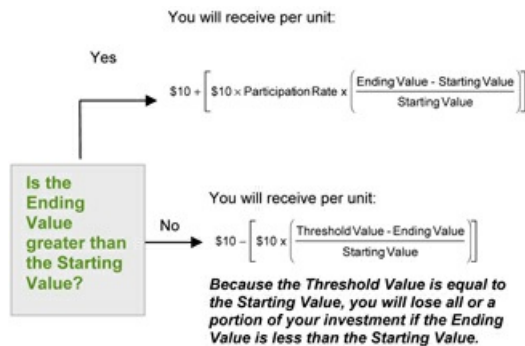 You will receive per unit:
Yes
$10 + [$10 × Participation Rate x (Ending Value - Starting Value / Starting Value)]
Is the
Ending
Value
greater than
the Starting
Value?
No
You will receive per unit:
$10 – [$10 x (Threshold Value - Ending Value / Starting Value)]
Because the Threshold Value is equal to
the Starting Value, you will lose all or a
portion of your investment if the Ending
Value is less than the Starting Value.